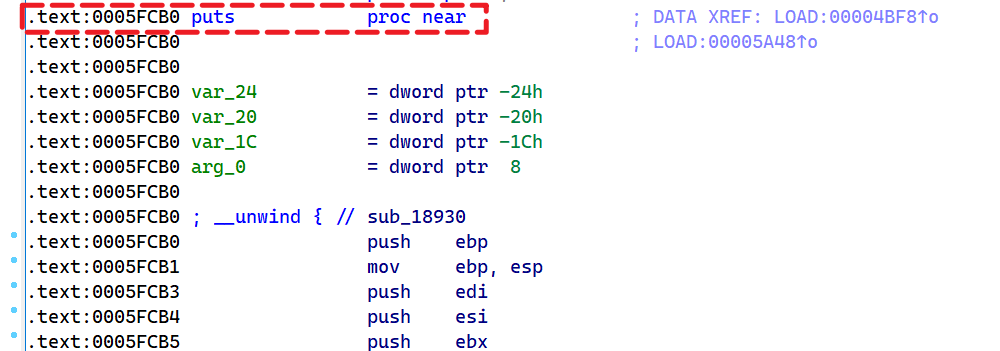 .text:0005FCB0 puts proc near ; DATA XREF: LOAD:00004BF8↑o
.text:0005FCB0 ; LOAD:00005A48↑o
.text:0005FCB0
.text:0005FCB0 var_24 = dword ptr -24h
.text:0005FCB0 var_20 = dword ptr -20h
.text:0005FCB0 var_1C = dword ptr -1Ch
.text:0005FCB0 arg_0 = dword ptr 8
.text:0005FCB0
.text:0005FCB0 ; __unwind { // sub_18930
.text:0005FCB0 push ebp
.text:0005FCB1 mov ebp, esp
.text:0005FCB3 push edi
.text:0005FCB4 push esi
.text:0005FCB5 push ebx